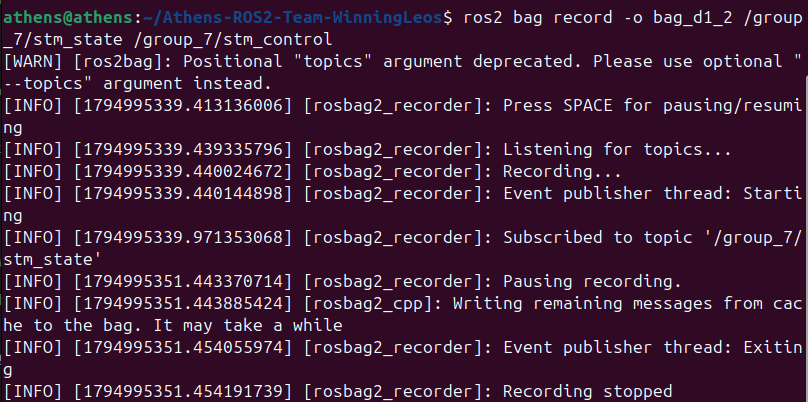 athens@athens:~/Athens-ROS2-Team-WinningLeos$ ros2 bag record -o bag_d1_2 /group
_7/stm_state /group_7/stm_control
[WARN] [ros2bag]: Positional "topics" argument deprecated. Please use optional "
--topics" argument instead.
[INFO] [1794995339.413136006] [rosbag2_recorder]: Press SPACE for pausing/resumi
ng
[INFO] [1794995339.439335796] [rosbag2_recorder]: Listening for topics...
[INFO] [1794995339.440024672] [rosbag2_recorder]: Recording...
[INFO] [1794995339.440144898] [rosbag2_recorder]: Event publisher thread: Starti
ng
[INFO] [1794995339.971353068] [rosbag2_recorder]: Subscribed to topic '/group_7/
stm_state'
[INFO] [1794995351.443370714] [rosbag2_recorder]: Pausing recording.
[INFO] [1794995351.443885424] [rosbag2_cpp]: Writing remaining messages from cac
he to the bag. It may take a while
[INFO] [1794995351.454055974] [rosbag2_recorder]: Event publisher thread: Exitin
g
[INFO] [1794995351.454191739] [rosbag2_recorder]: Recording stopped